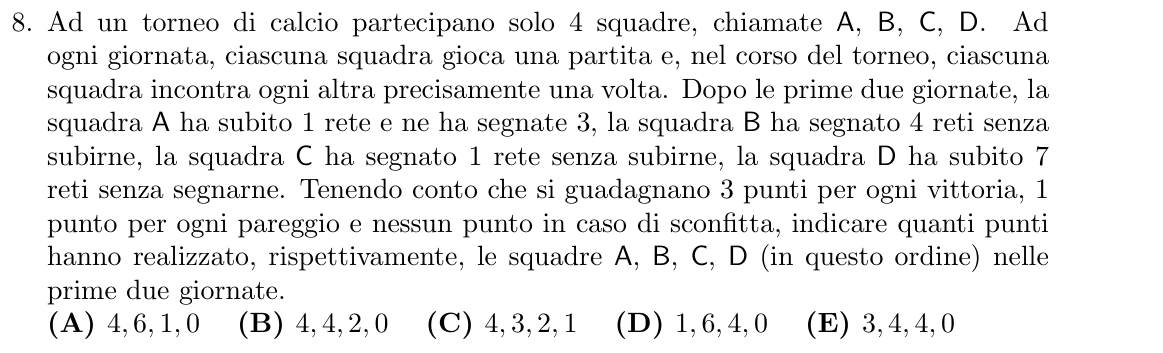 8. Ad un torneo di calcio partecipano solo 4 squadre, chiamate A, B, C, D. Ad
ogni giornata, ciascuna squadra gioca una partita e, nel corso del torneo, ciascuna
squadra incontra ogni altra precisamente una volta. Dopo le prime due giornate, la
squadra A ha subito 1 rete e ne ha segnate 3, la squadra B ha segnato 4 reti senza
subirne, la squadra C ha segnato 1 rete senza subirne, la squadra D ha subito 7
reti senza segnarne. Tenendo conto che si guadagnano 3 punti per ogni vittoria, 1
punto per ogni pareggio e nessun punto in caso di sconfitta, indicare quanti punti
hanno realizzato, rispettivamente, le squadre A, B, C, D (in questo ordine) nelle
prime due giornate.
(A) 4, 6, 1, 0 (B) 4, 4, 2, 0 (C) 4, 3, 2, 1 (D) 1, 6, 4, 0 (E) 3, 4, 4, 0